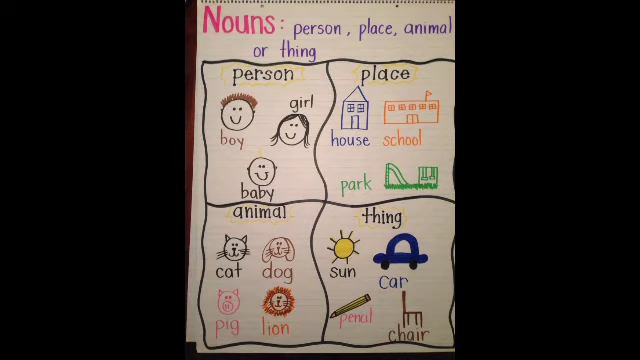 Nouns: person, place, animal
or thing
person
girl
boy
baby
place
house school
park
animal
cat dog
pig lion
thing
sun
car
pencil
chair